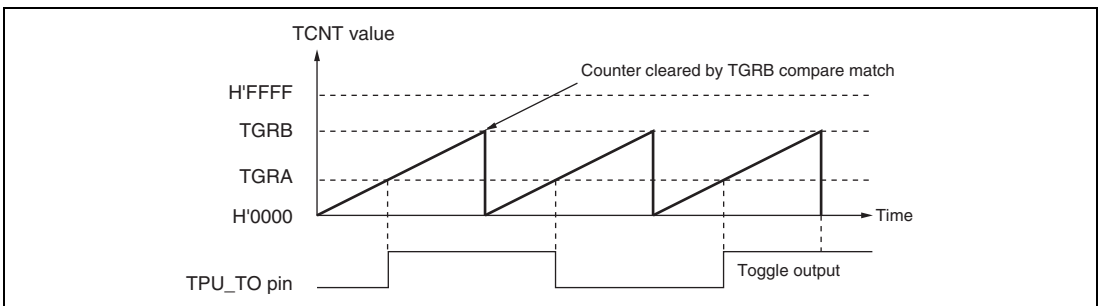 TCNT value
Counter cleared by TGRB compare match
H'FFFF
TGRB
TGRA
H'0000
Time
Toggle output
TPU_TO pin